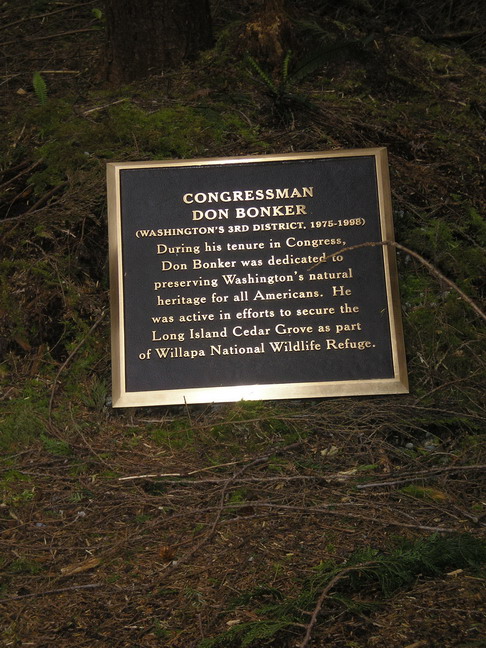 CONGRESSMAN
DON BONKER
(WASHINGTON'S 3RD DISTRICT, 1975-1998)
During his tenure in Congress,
Don Bonker was dedicated to
preserving Washington's natural
heritage for all Americans. He
was active in efforts to secure the
Long Island Cedar Grove as part
of Willapa National Wildlife Refuge.